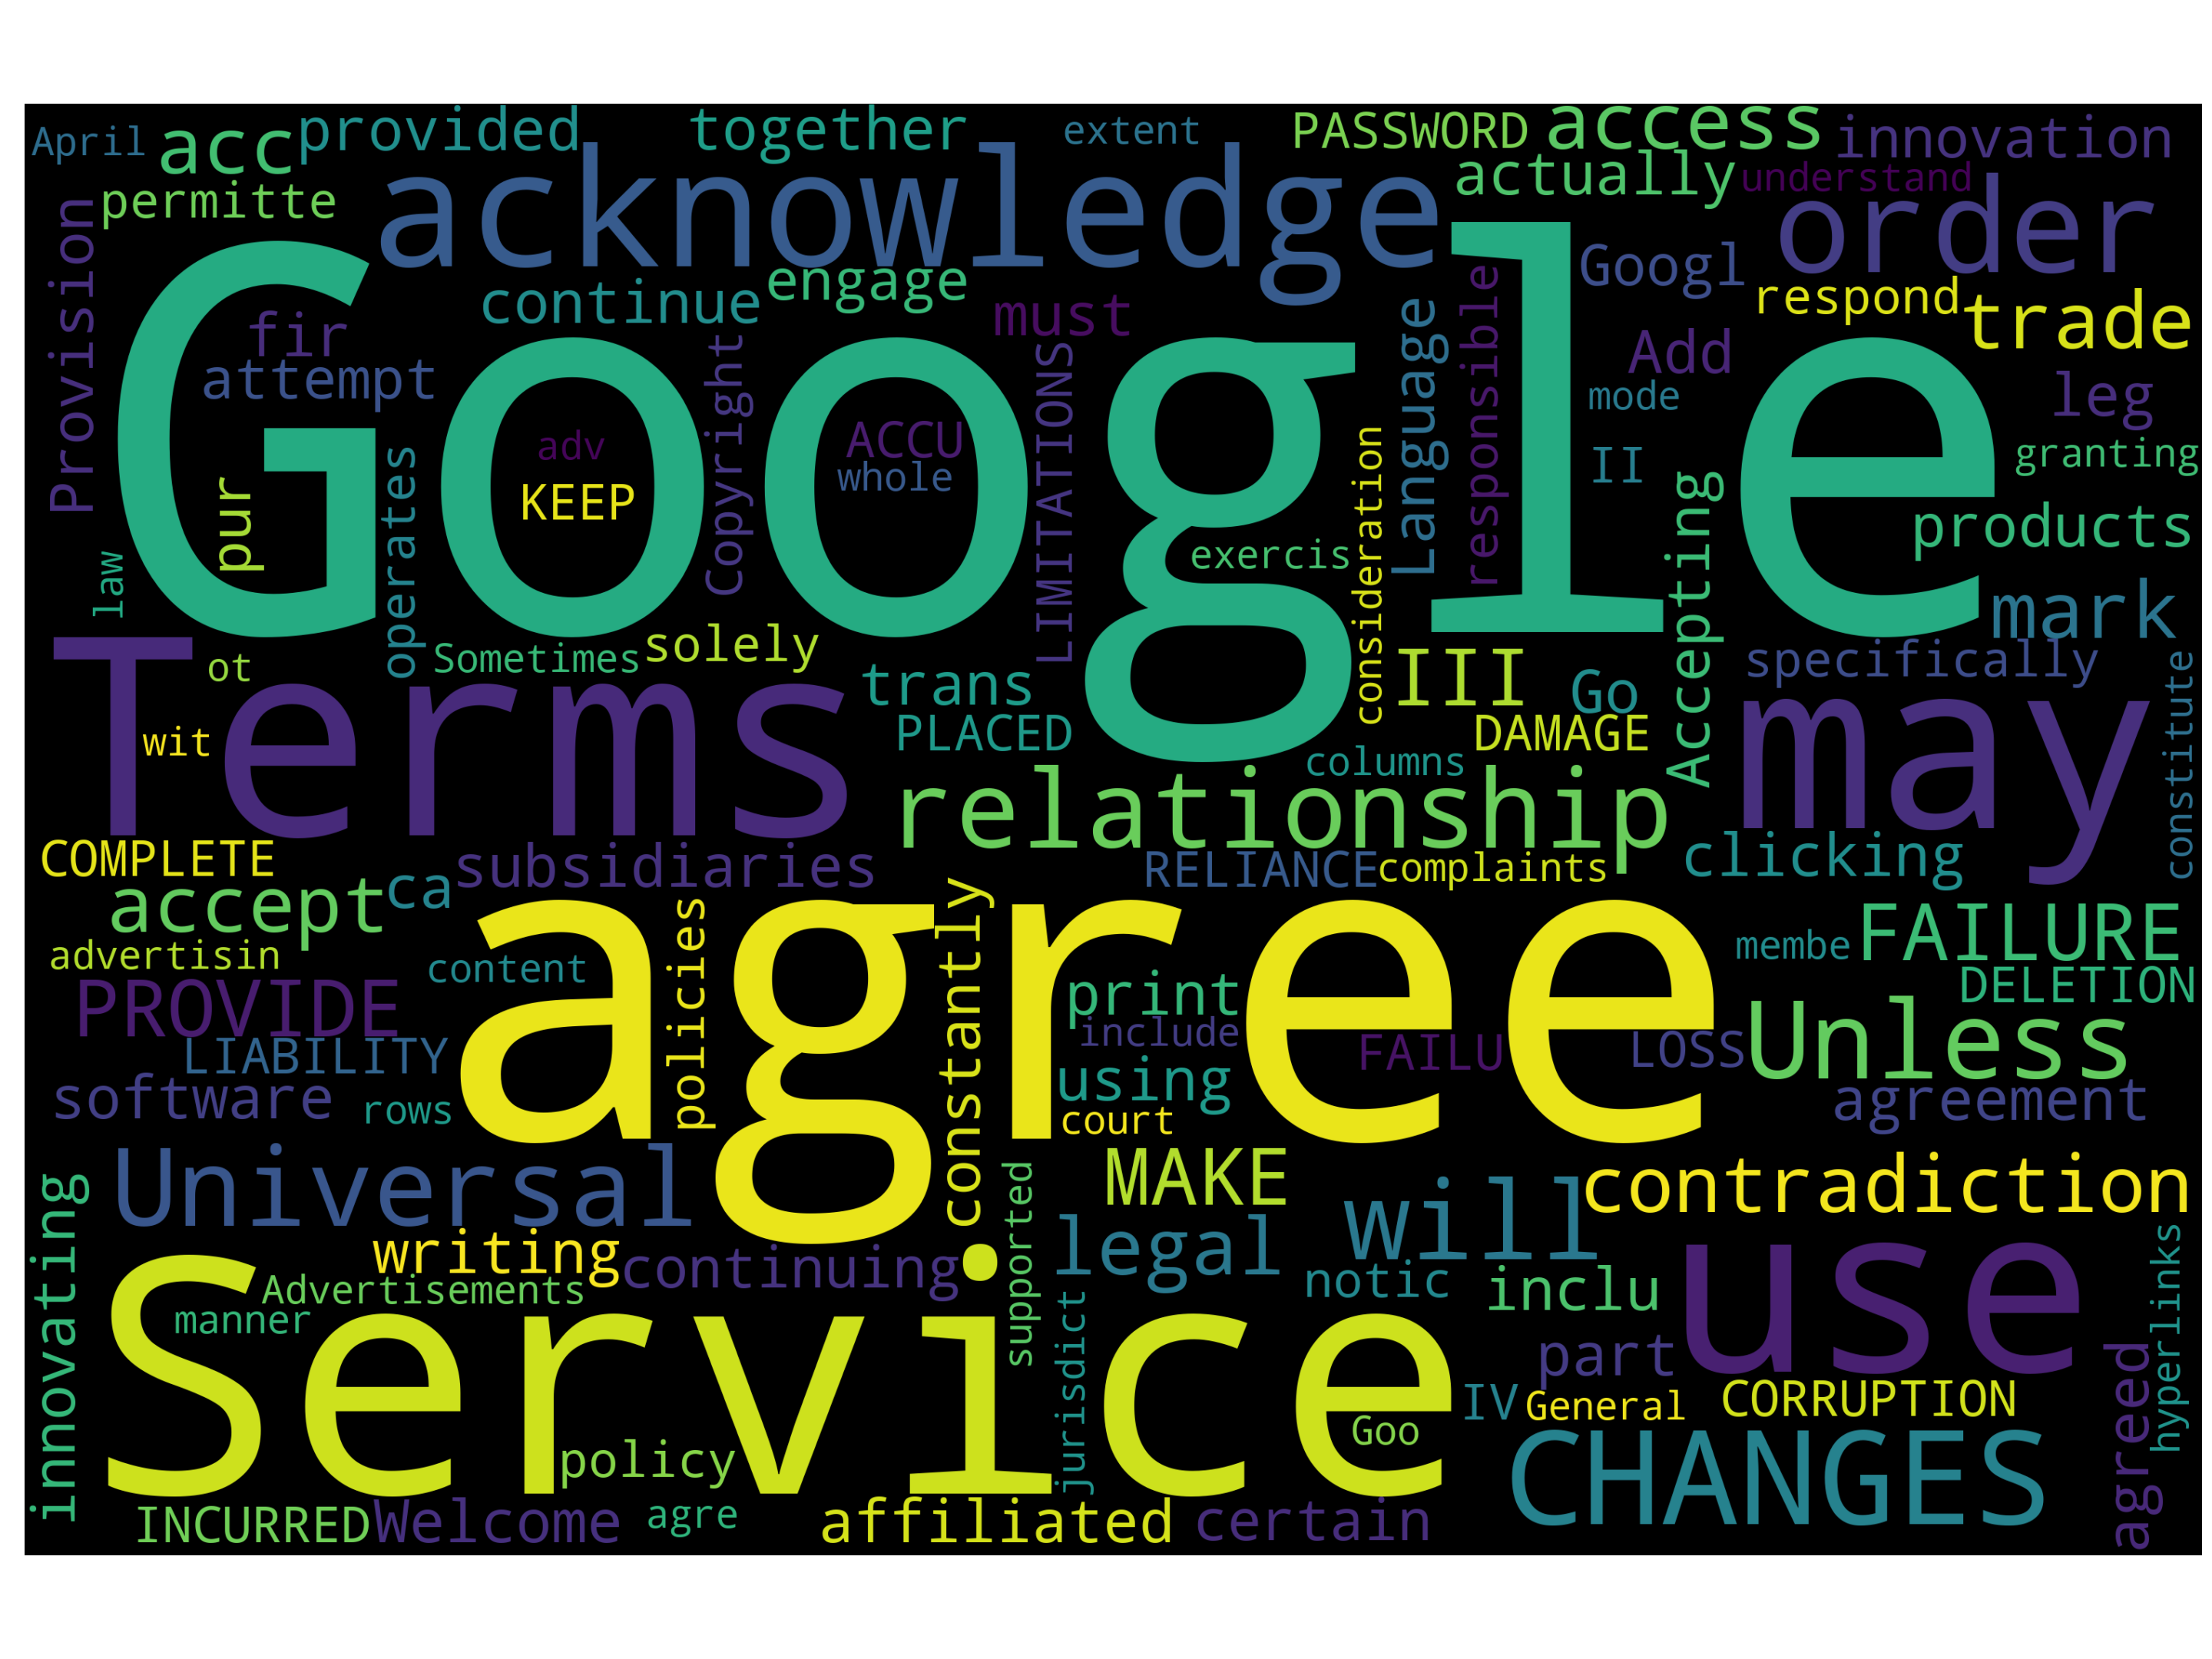 April
acc
provided
together
extent
PASSWORD
access
innovation
permitte
acknowledge
actually
understand
order
Provision
Google
continue
engage
must
Googl
respond
trade
fir
attempt
Copyright
LIMITATIONS
Language
responsible
Add
mode
leg
adv
ACCU
whole
KEEP
pur
operates
consideration
II
granting
exercis
Accepting
products
law
mark
Terms
ot
Sometimes
solely
trans
III
Go
specifically
may
constitute
wit
PLACED
DAMAGE
columns
relationship
COMPLETE
subsidiaries
RELIANCE
complaints
clicking
accept
ca
agree
constantly
policies
FAILURE
advertisin
content
membe
DELETION
PROVIDE
print
include
FAILU
LOSS
Unless
LIABILITY
software
rows
using
court
agreement
Universal
MAKE
will
contradiction
innovating
writing
continuing
supported
legal
notic
inclu
use
hyperlinks
Advertisements
manner
Service
jurisdict
part
agreed
IV
General
CORRUPTION
Goo
policy
CHANGES
INCURRED
Welcome
agre
affiliated
certain